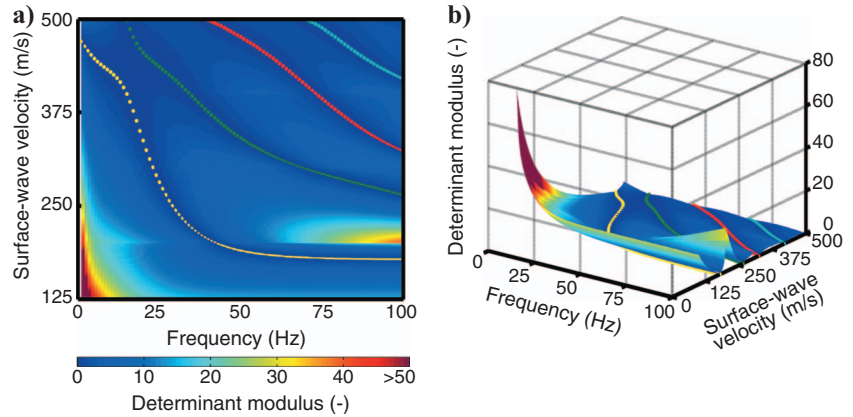 a)
Surface-wave velocity (m/s)
500
375
250
125
0 25 50 75 100
Frequency (Hz)
0 10 20 30 40 >50
Determinant modulus (-)
b)
Determinant modulus (-)
80
60
40
20
0
0 25 50 75 100
Frequency (Hz)
0 125 250 375 500
Surface-wave
velocity (m/s)